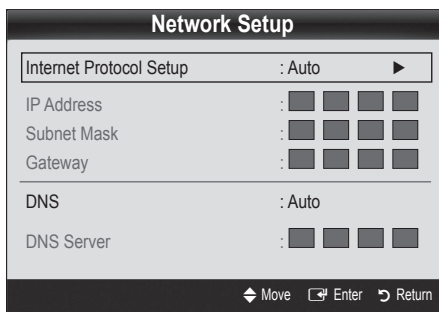 Network Setup
Internet Protocol Setup : Auto ▶
IP Address :
Subnet Mask :
Gateway :
DNS : Auto
DNS Server :
Move Enter Return